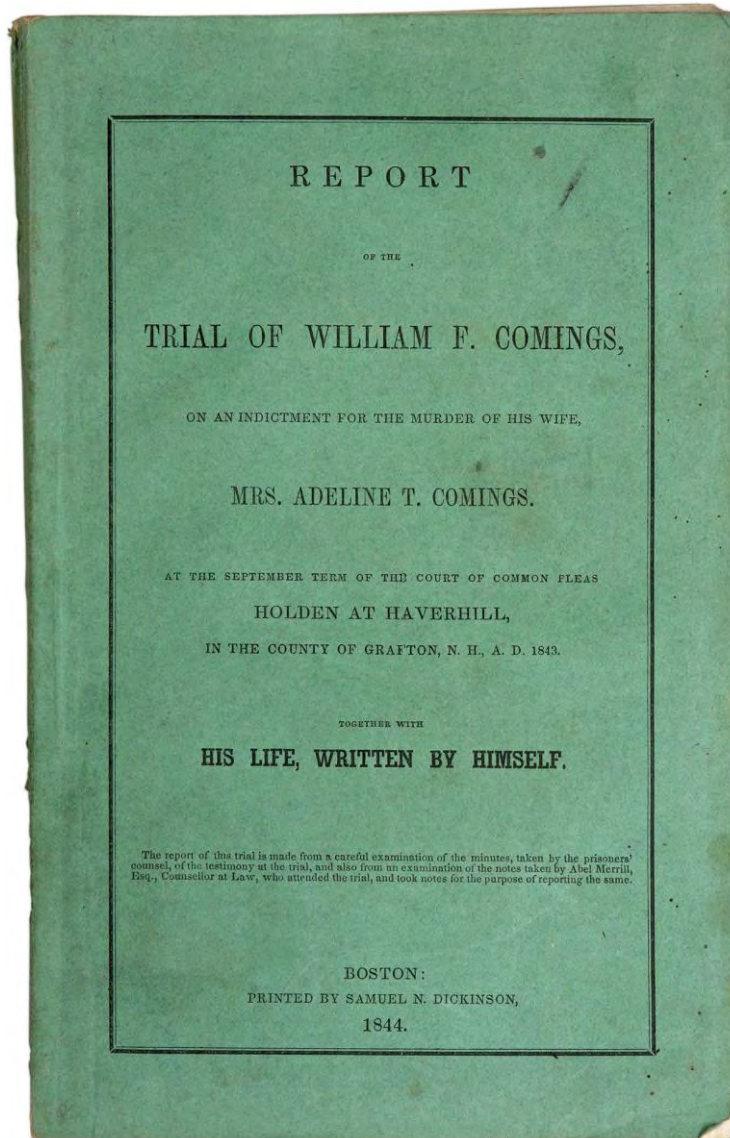 REPORT
OF THE
TRIAL OF WILLIAM F. COMINGS,
ON AN INDICTMENT FOR THE MURDER OF HIS WIFE,
MRS. ADELINE T. COMINGS.
AT THE SEPTEMBER TERM OF THE COURT OF COMMON PLEAS
HOLDEN AT HAVERHILL,
IN THE COUNTY OF GRAFTON, N. H., A. D. 1843.
TOGETHER WITH
HIS LIFE, WRITTEN BY HIMSELF.
The report of this trial is made from a careful examination of the minutes, taken by the prisoners'
counsel, of the testimony at the trial, and also from an examination of the notes taken by Abel Merrill,
Esq., Counsellor at Law, who attended the trial, and took notes for the purpose of reporting the same.
BOSTON:
PRINTED BY SAMUEL N. DICKINSON,
1844.